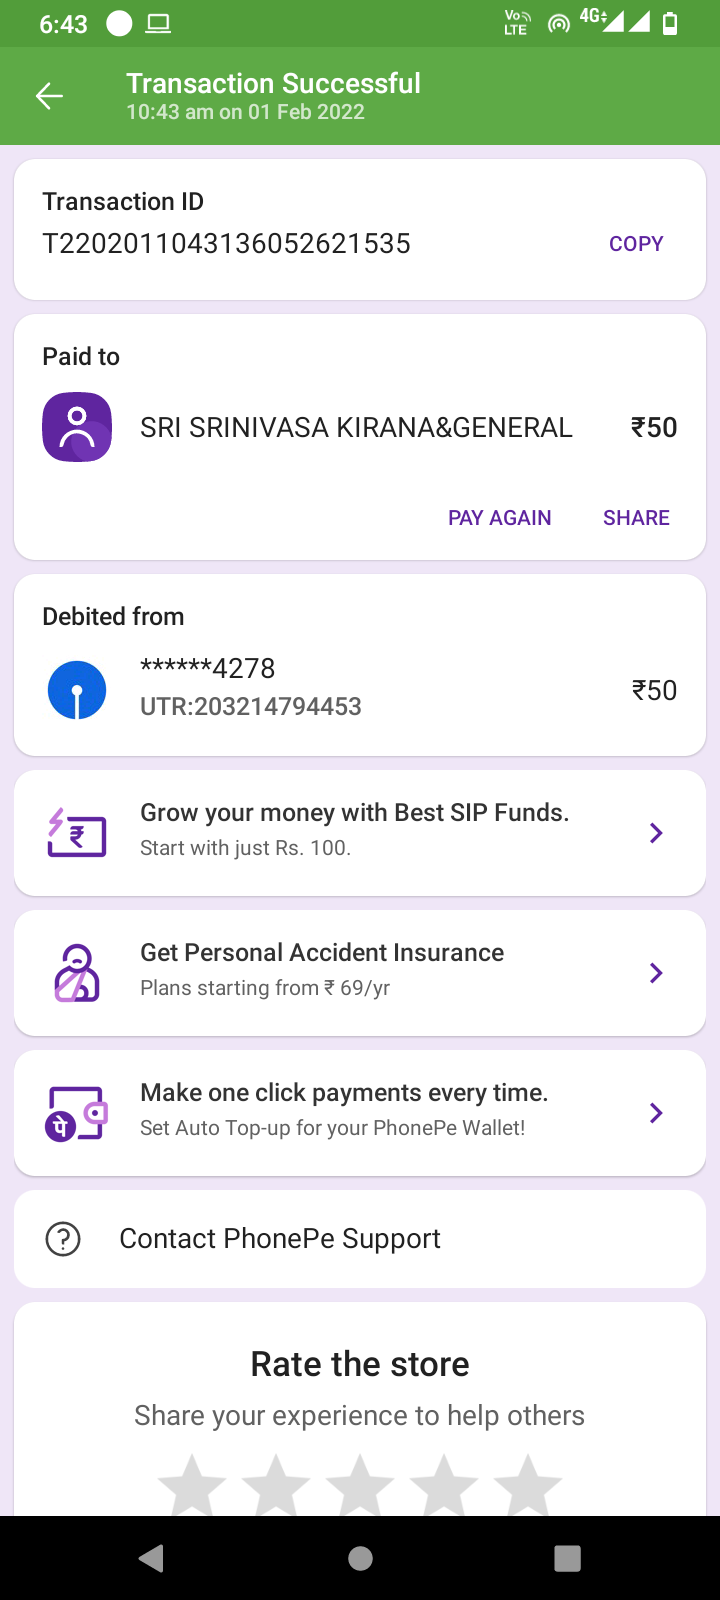 6:43
Vo LTE
4G
Transaction Successful
10:43 am on 01 Feb 2022
Transaction ID
T2202011043136052621535
COPY
Paid to
SRI SRINIVASA KIRANA&GENERAL
₹50
PAY AGAIN
SHARE
Debited from
******4278
₹50
UTR:203214794453
Grow your money with Best SIP Funds.
Start with just Rs. 100.
Get Personal Accident Insurance
Plans starting from ₹ 69/yr
Make one click payments every time.
पे
Set Auto Top-up for your PhonePe Wallet!
Contact PhonePe Support
Rate the store
Share your experience to help others